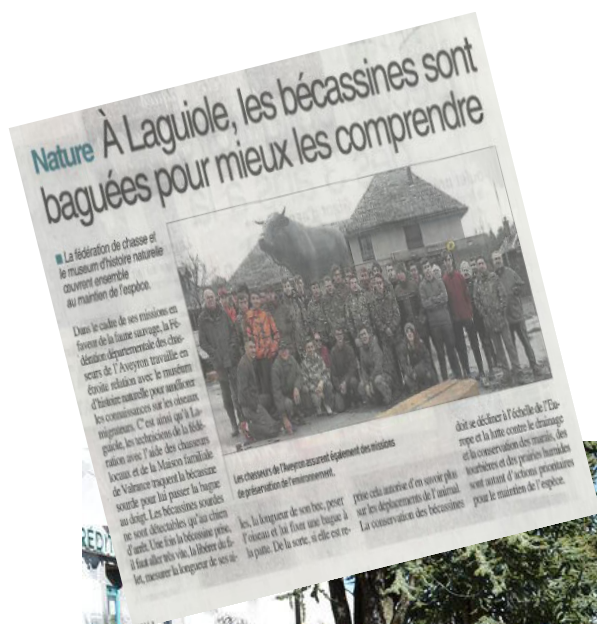 Nature À Laguiole, les bécassines sont
baguées pour mieux les comprendre
La fédération de chasse et
le museum d'histoire naturelle
œuvrent ensemble
au maintien de l'espèce.
Dans le cadre de ses missions en
faveur de la faune sauvage, la Fé-
dération départementale des chas-
seurs de l'Aveyron travaille en
étroite relation avec le muséum
d'histoire naturelle pour améliorer
les connaissances sur les oiseaux
migrateurs. C'est ainsi qu'à La-
guiole, les techniciens de la fédé-
ration avec l'aide des chasseurs
locaux et de la Maison familiale
de Valrance traquent la bécassine
sourde pour lui passer la bague
au doigt. Les bécassines sourdes
ne sont détectables qu'au chien
d'arrêt. Une fois la bécassine prise,
il faut aller très vite, la libérer du fi-
let, mesurer la longueur de ses ai-
Les chasseurs de l'Aveyron assurent également des missions
de préservation de l'environnement.
les, la longueur de son bec, peser
l'oiseau et lui fixer une bague à
la patte. De la sorte, si elle est re-
prise cela autorise d'en savoir plus
sur les déplacements de l'animal.
La conservation des bécassines
doit se décliner à l'échelle de l'Eu-
rope et la lutte contre le drainage
et la conservation des marais, des
tourbières et des prairies humides
sont autant d'actions prioritaires
pour le maintien de l'espèce.